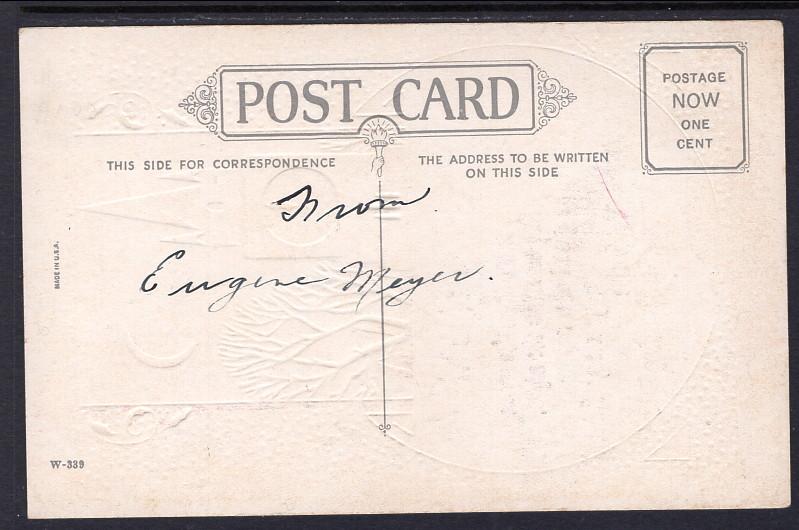 POST CARD
POSTAGE
NOW
ONE
CENT
THIS SIDE FOR CORRESPONDENCE
THE ADDRESS TO BE WRITTEN
ON THIS SIDE
From
Eugene Meyer.
MADE IN U.S.A.
W-339